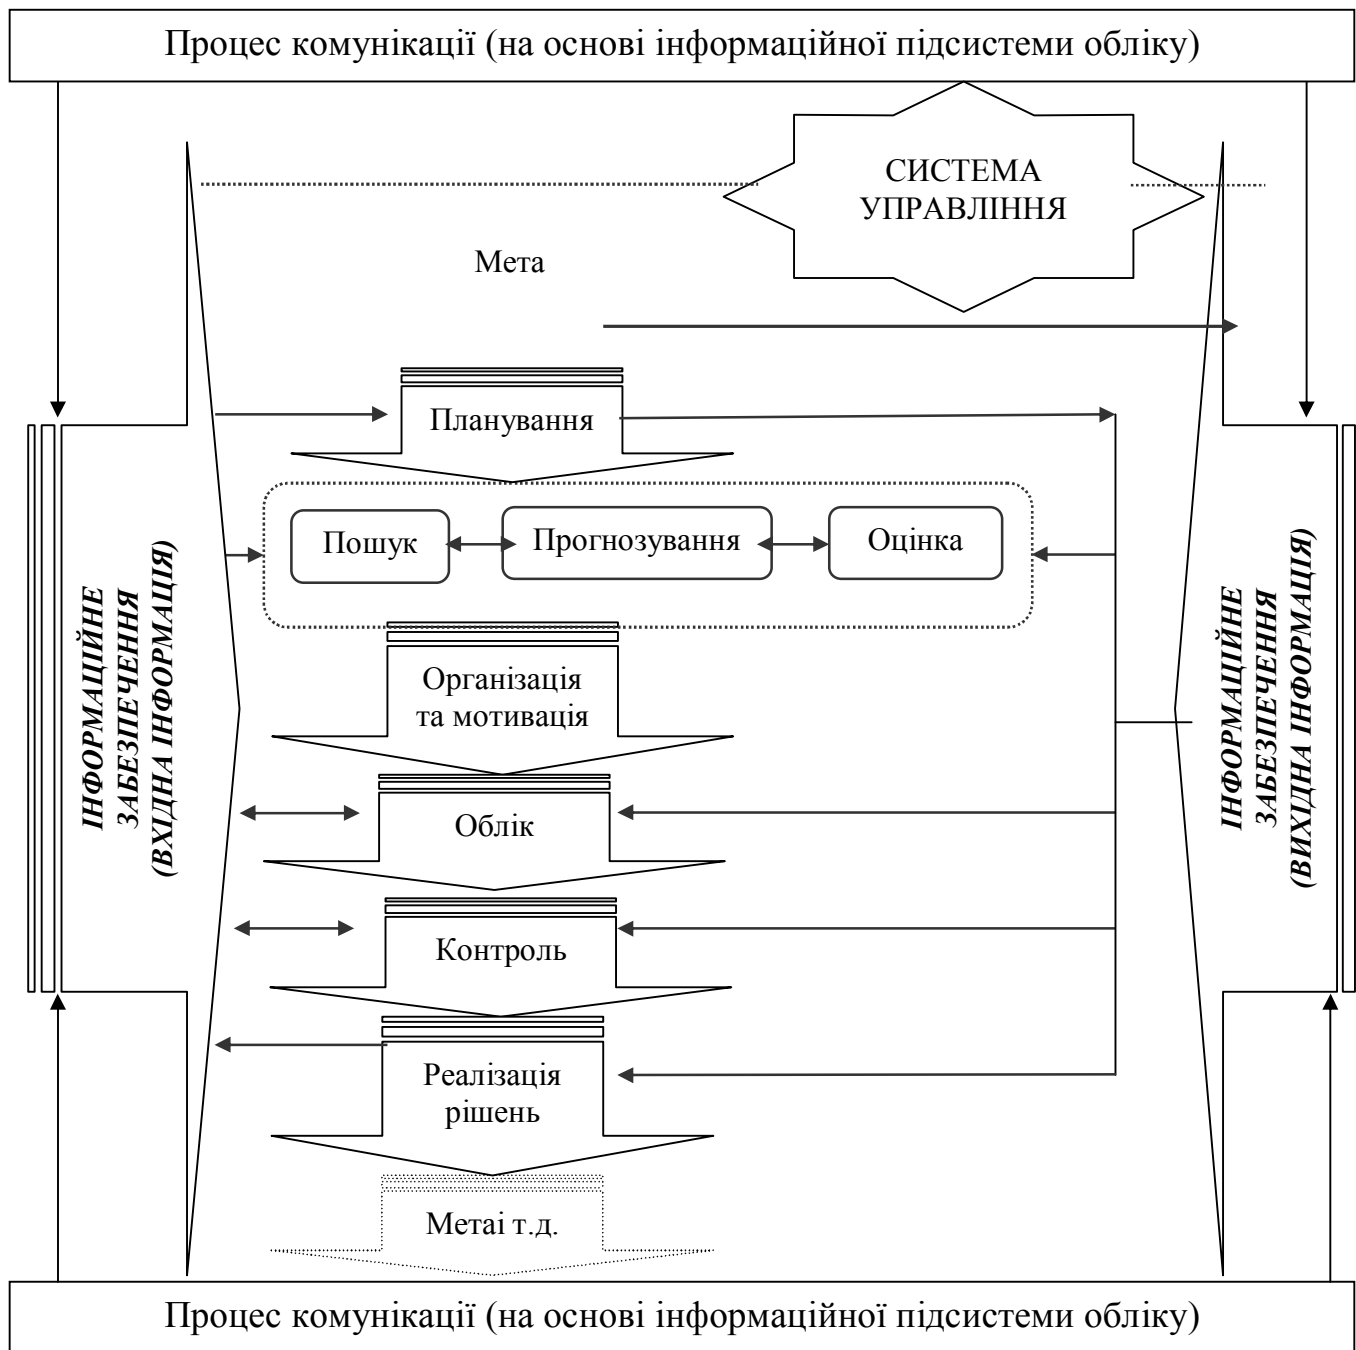 Процес комунікації (на основі інформаційної підсистеми обліку)
СИСТЕМА
УПРАВЛІННЯ
Мета
Планування
Пошук
Прогнозування
Оцінка
ІНФОРМАЦІЙНЕ
ЗАБЕЗПЕЧЕННЯ
(ВХІДНА ІНФОРМАЦІЯ)
Організація
та мотивація
Облік
Контроль
Реалізація
рішень
Метаі т.д.
ІНФОРМАЦІЙНЕ
ЗАБЕЗПЕЧЕННЯ
(ВИХІДНА ІНФОРМАЦІЯ)
Процес комунікації (на основі інформаційної підсистеми обліку)